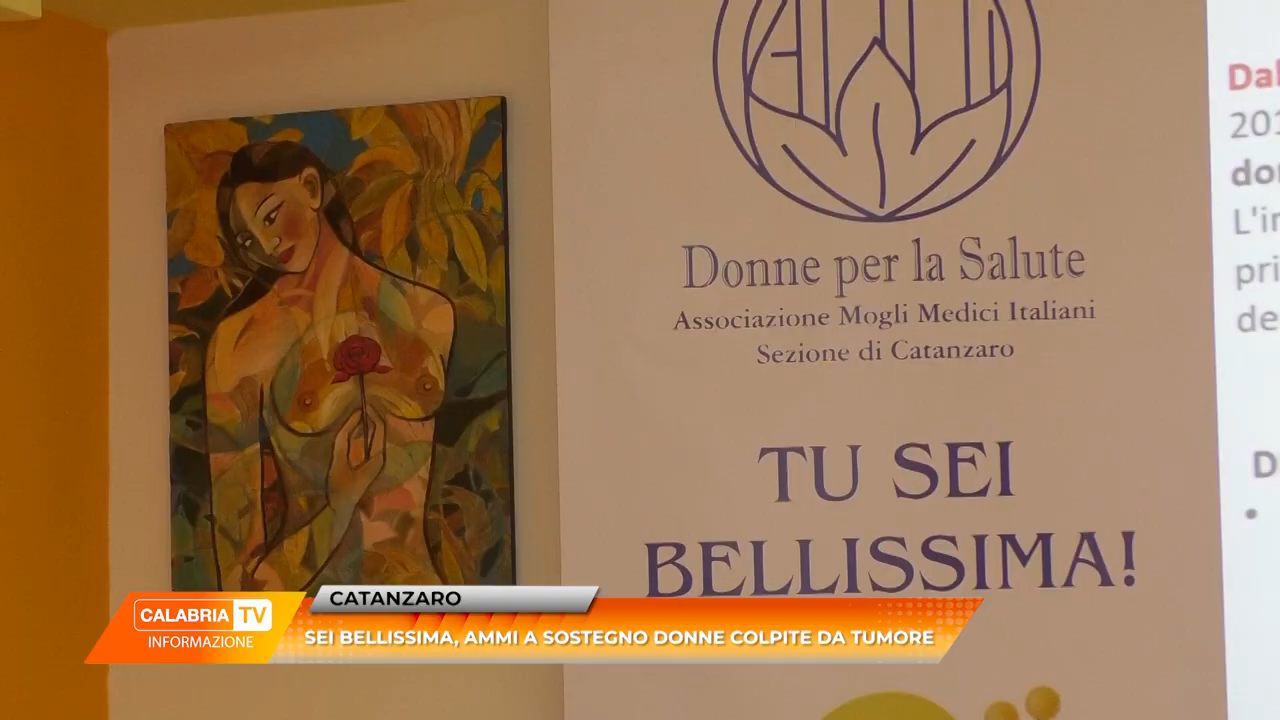 Donne per la Salute
Associazione Mogli Medici Italiani
Sezione di Catanzaro
TU SEI
BELLISSIMA!
CATANZARO
CALABRIA TV
INFORMAZIONE
SEI BELLISSIMA, AMMI A SOSTEGNO DONNE COLPITE DA TUMORE